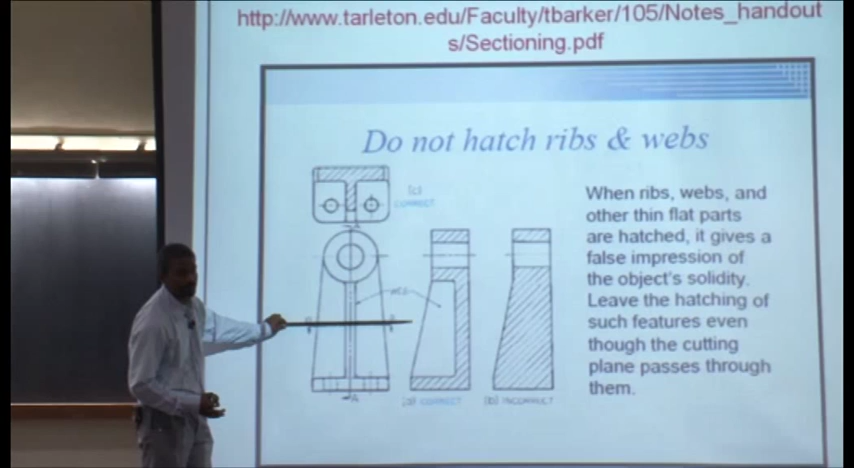 http://www.tarleton.edu/Faculty/tbarker/105/Notes_handout
s/Sectioning.pdf
Do not hatch ribs & webs
(c)
CORRECT
When ribs, webs, and
other thin flat parts
are hatched, it gives a
false impression of
the object's solidity.
Leave the hatching of
such features even
though the cutting
plane passes through
them.
A
(a) CORRECT
(b) INCORRECT